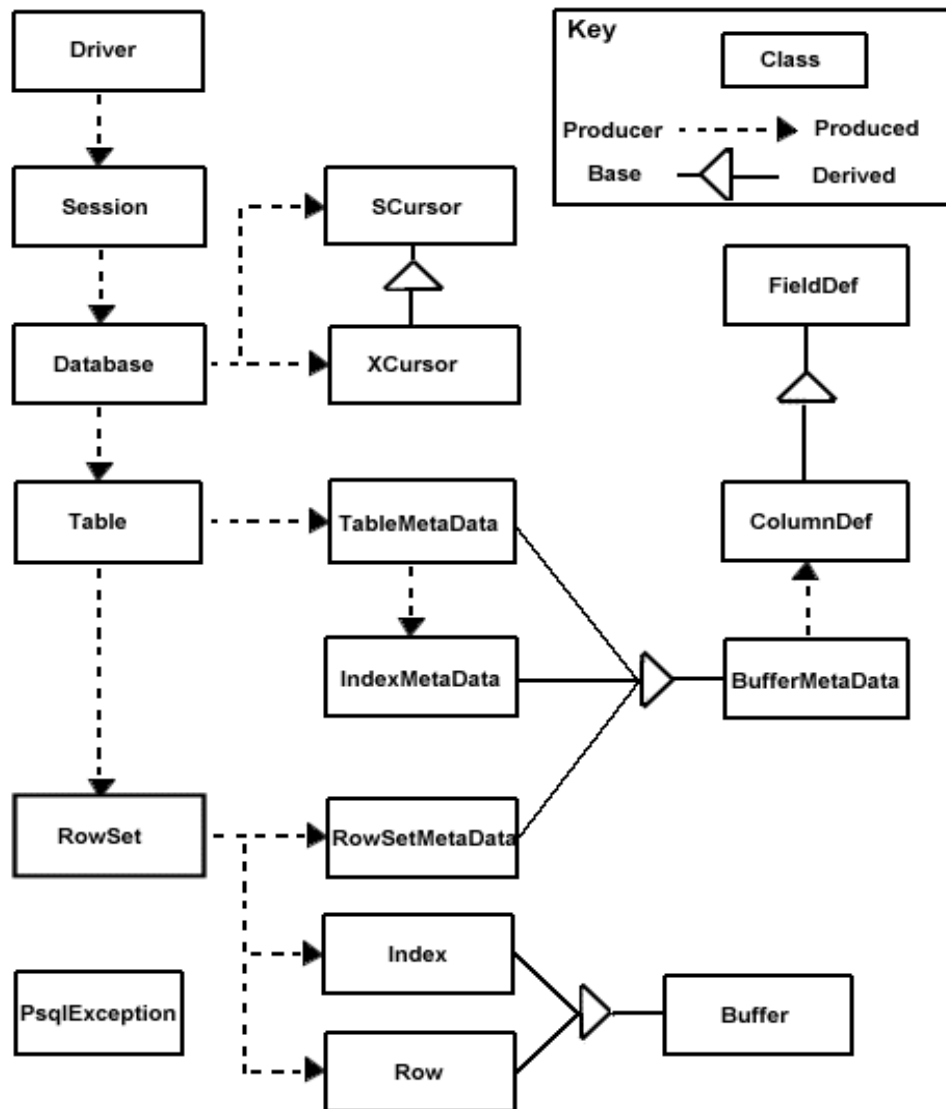 Key
Class
Producer
Produced
Base
Derived
Driver
Session
SCursor
FieldDef
Database
XCursor
Table
TableMetaData
ColumnDef
IndexMetaData
BufferMetaData
RowSet
RowSetMetaData
Index
PsqlException
Buffer
Row